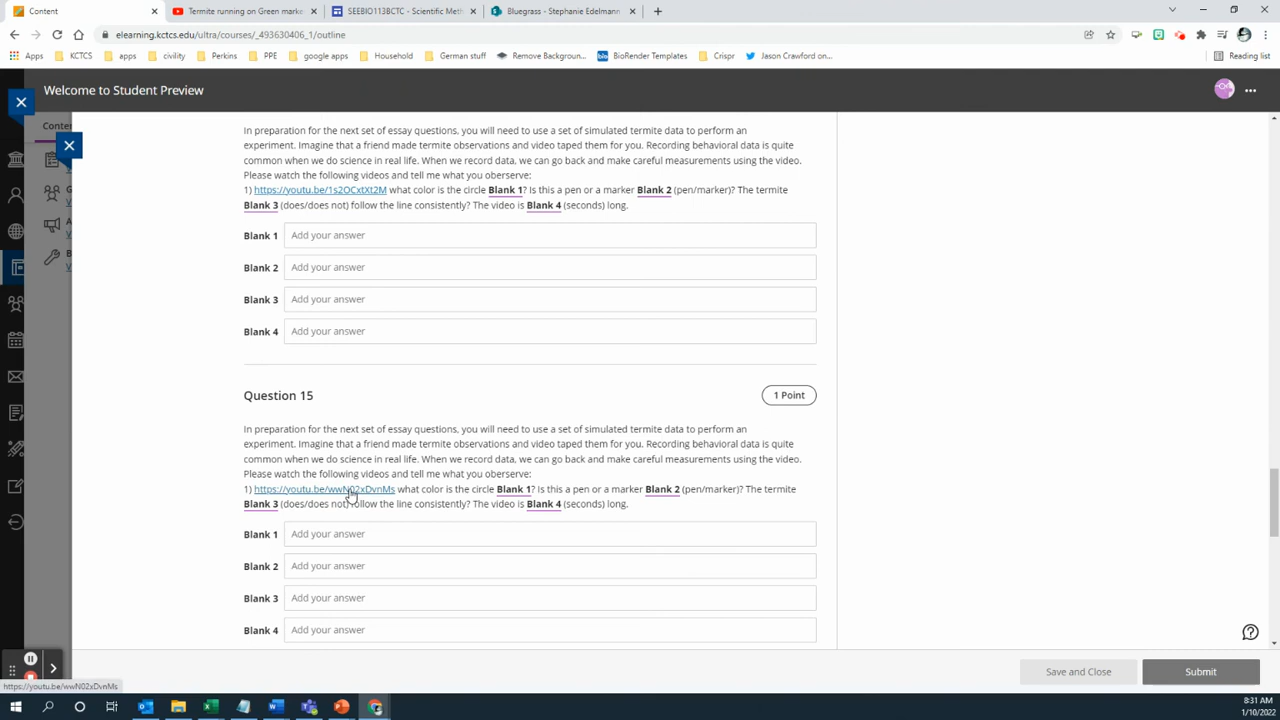 Content
Termite running on Green marke
SEEBIO113BCTC - Scientific Met
Bluegrass - Stephanie Edelmann
elearning.kctcs.edu/ultra/courses/_493630406_1/outline
Apps
KCTCS
apps
civility
Perkins
PPE
google apps
Household
German stuff
Remove Backgroun...
bio
BioRender Templates
Crispr
Jason Crawford on...
Reading list
Welcome to Student Preview
Conte
In preparation for the next set of essay questions, you will need to use a set of simulated termite data to perform an
experiment. Imagine that a friend made termite observations and video taped them for you. Recording behavioral data is quite
common when we do science in real life. When we record data, we can go back and make careful measurements using the video.
Please watch the following videos and tell me what you oberserve:
1) https://youtu.be/1s2OCxtXt2M what color is the circle Blank 1? Is this a pen or a marker Blank 2 (pen/marker)? The termite
Blank 3 (does/does not) follow the line consistently? The video is Blank 4 (seconds) long.
Blank 1 Add your answer
Blank 2 Add your answer
Blank 3 Add your answer
Blank 4 Add your answer
Question 15
1 Point
In preparation for the next set of essay questions, you will need to use a set of simulated termite data to perform an
experiment. Imagine that a friend made termite observations and video taped them for you. Recording behavioral data is quite
common when we do science in real life. When we record data, we can go back and make careful measurements using the video.
Please watch the following videos and tell me what you oberserve:
1) https://youtu.be/wwN02xDvnMs what color is the circle Blank 1? Is this a pen or a marker Blank 2 (pen/marker)? The termite
Blank 3 (does/does not) follow the line consistently? The video is Blank 4 (seconds) long.
Blank 1 Add your answer
Blank 2 Add your answer
Blank 3 Add your answer
Blank 4 Add your answer
Save and Close
Submit
https://youtu.be/wwN02xDvnMs
8:31 AM
1/10/2022